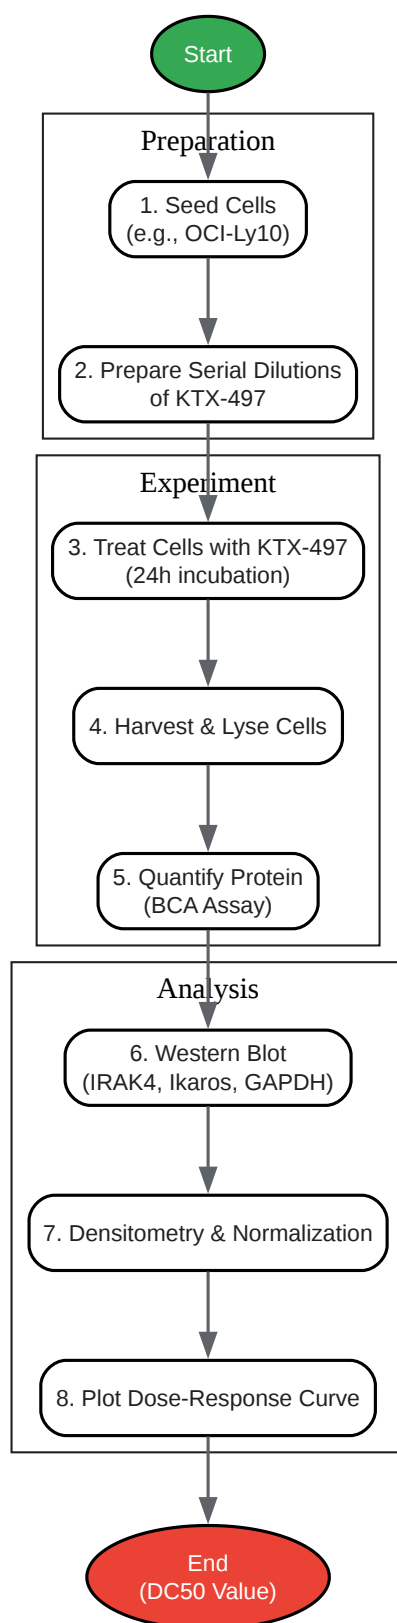 Start
Preparation
1. Seed Cells
(e.g., OCI-Ly10)
2. Prepare Serial Dilutions
of KTX-497
Experiment
3. Treat Cells with KTX-497
(24h incubation)
4. Harvest & Lyse Cells
5. Quantify Protein
(BCA Assay)
Analysis
6. Western Blot
(IRAK4, Ikaros, GAPDH)
7. Densitometry & Normalization
8. Plot Dose-Response Curve
End
(DC50 Value)